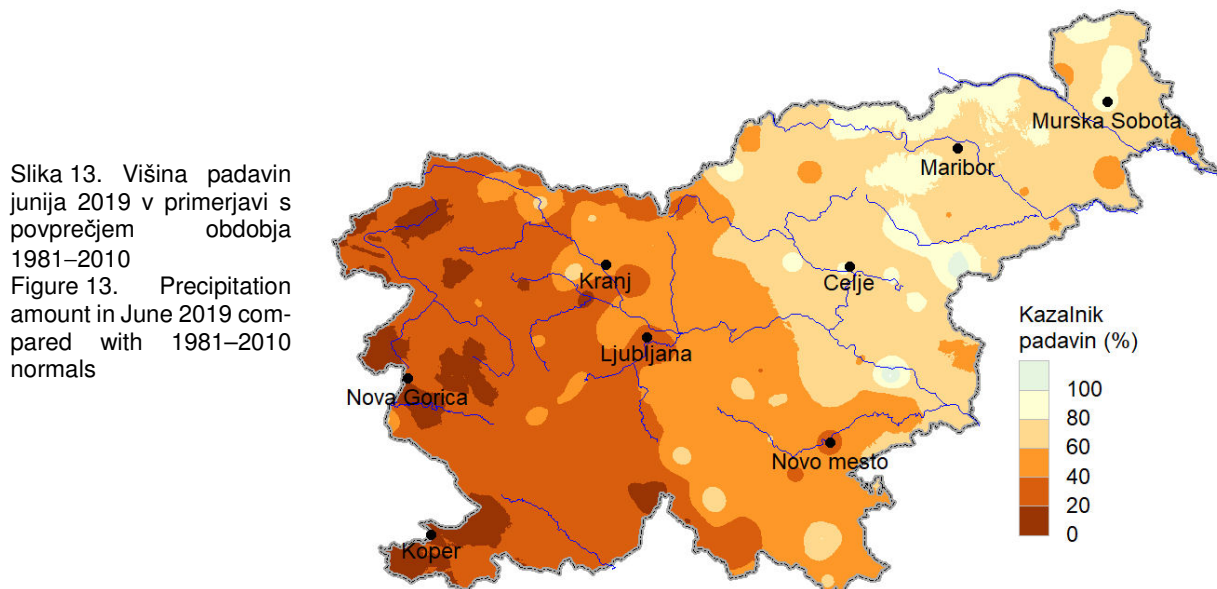 Slika 13. Višina padavin
junija 2019 v primerjavi s
povprečjem obdobja
1981–2010
Figure 13. Precipitation
amount in June 2019 com-
pared with 1981–2010
normals
Murska Sobota
Maribor
Kranj
Celje
Ljubljana
Nova Gorica
Novo mesto
Koper
Kazalnik
padavin (%)
100
80
60
40
20
0